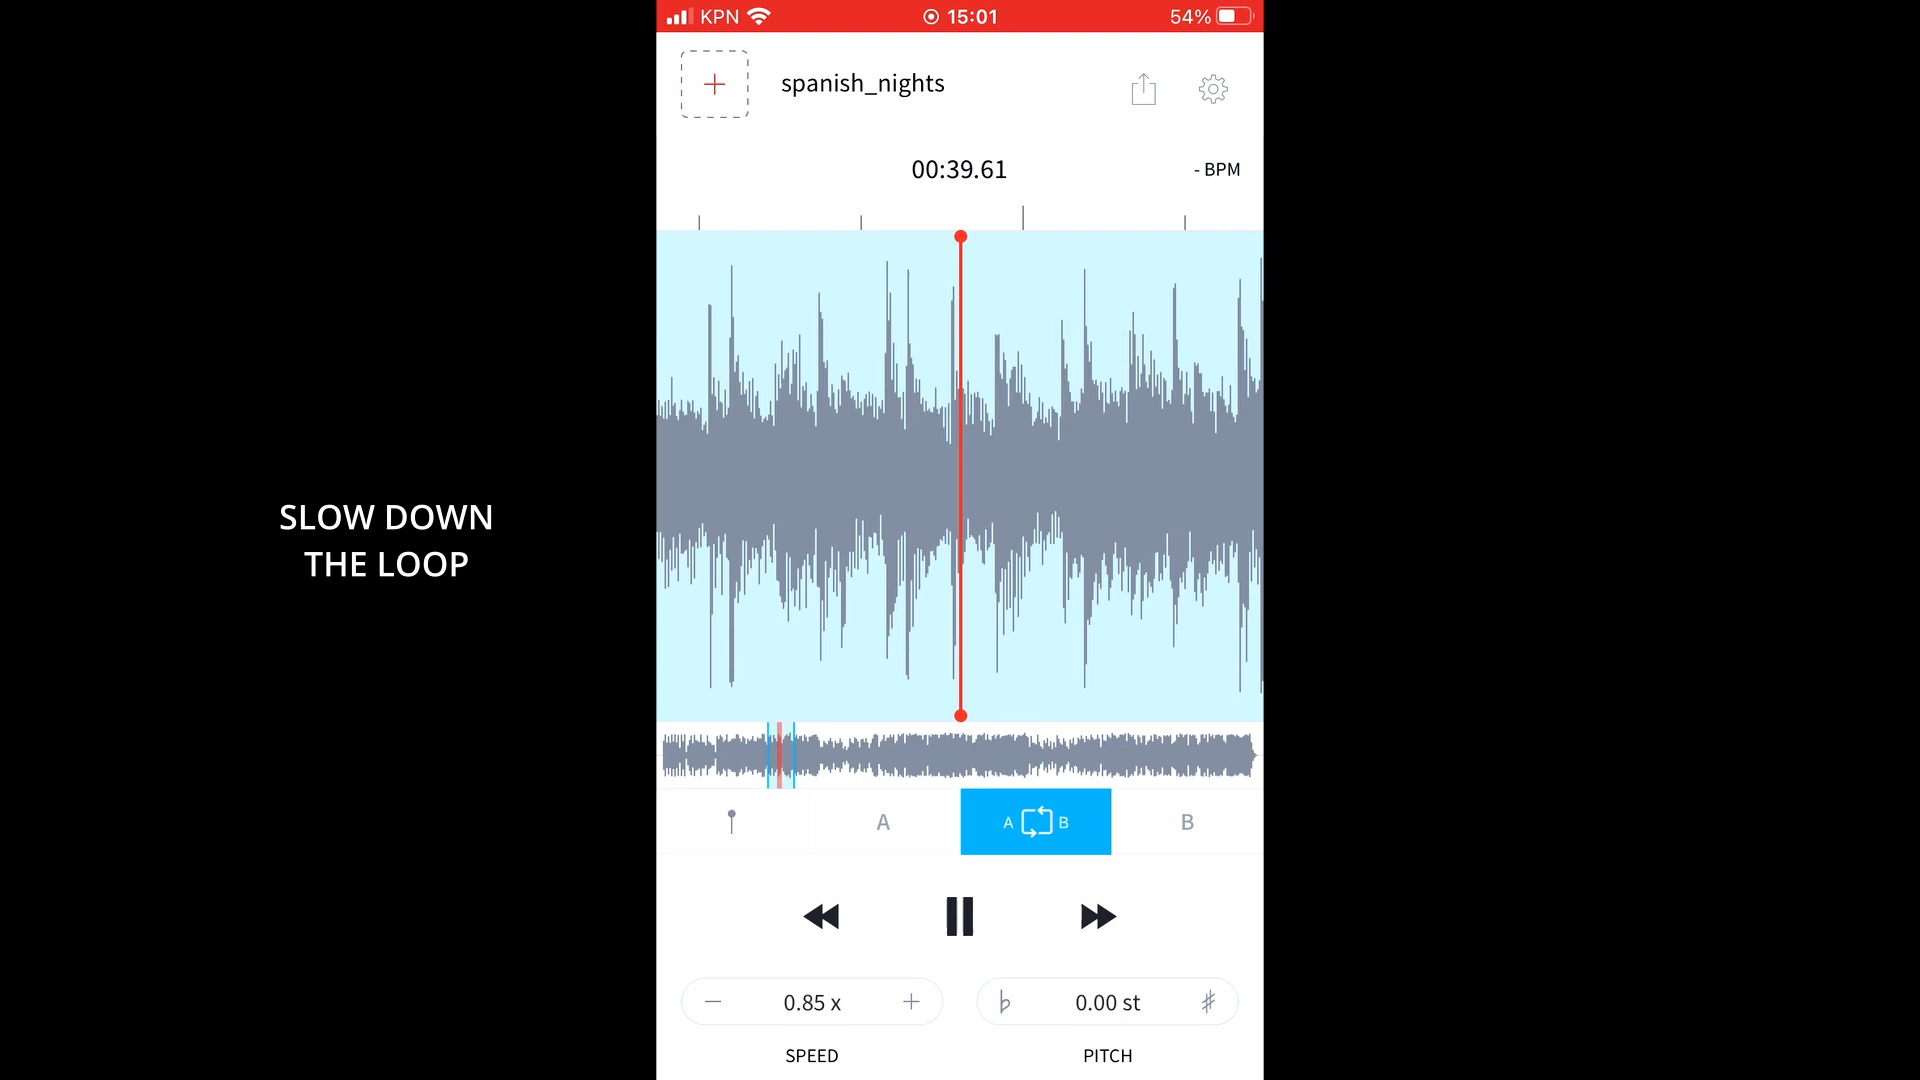 KPN 15:01 54%
spanish_nights
00:39.61
- BPM
SLOW DOWN
THE LOOP
A A B B
0.85 x 0.00 st
SPEED PITCH